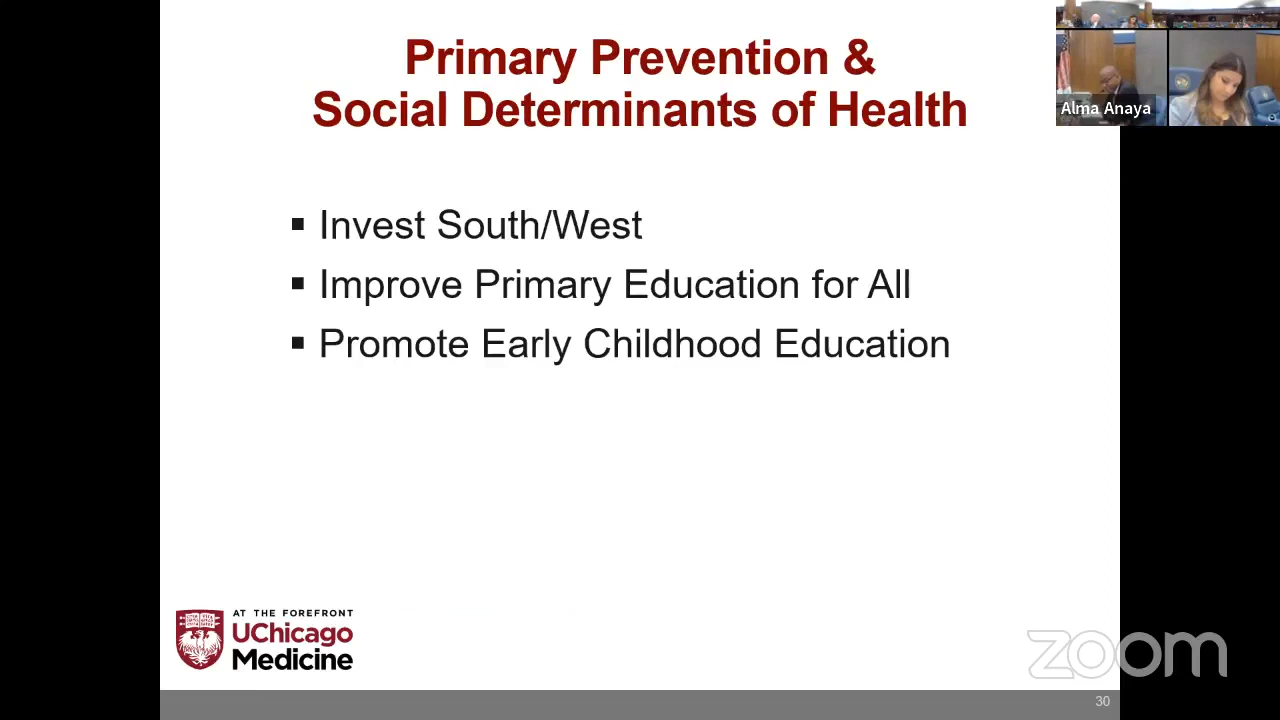 Primary Prevention &
Social Determinants of Health
Alma Anaya
▪ Invest South/West
▪ Improve Primary Education for All
▪ Promote Early Childhood Education
AT THE FOREFRONT
UChicago
Medicine
zoom
30